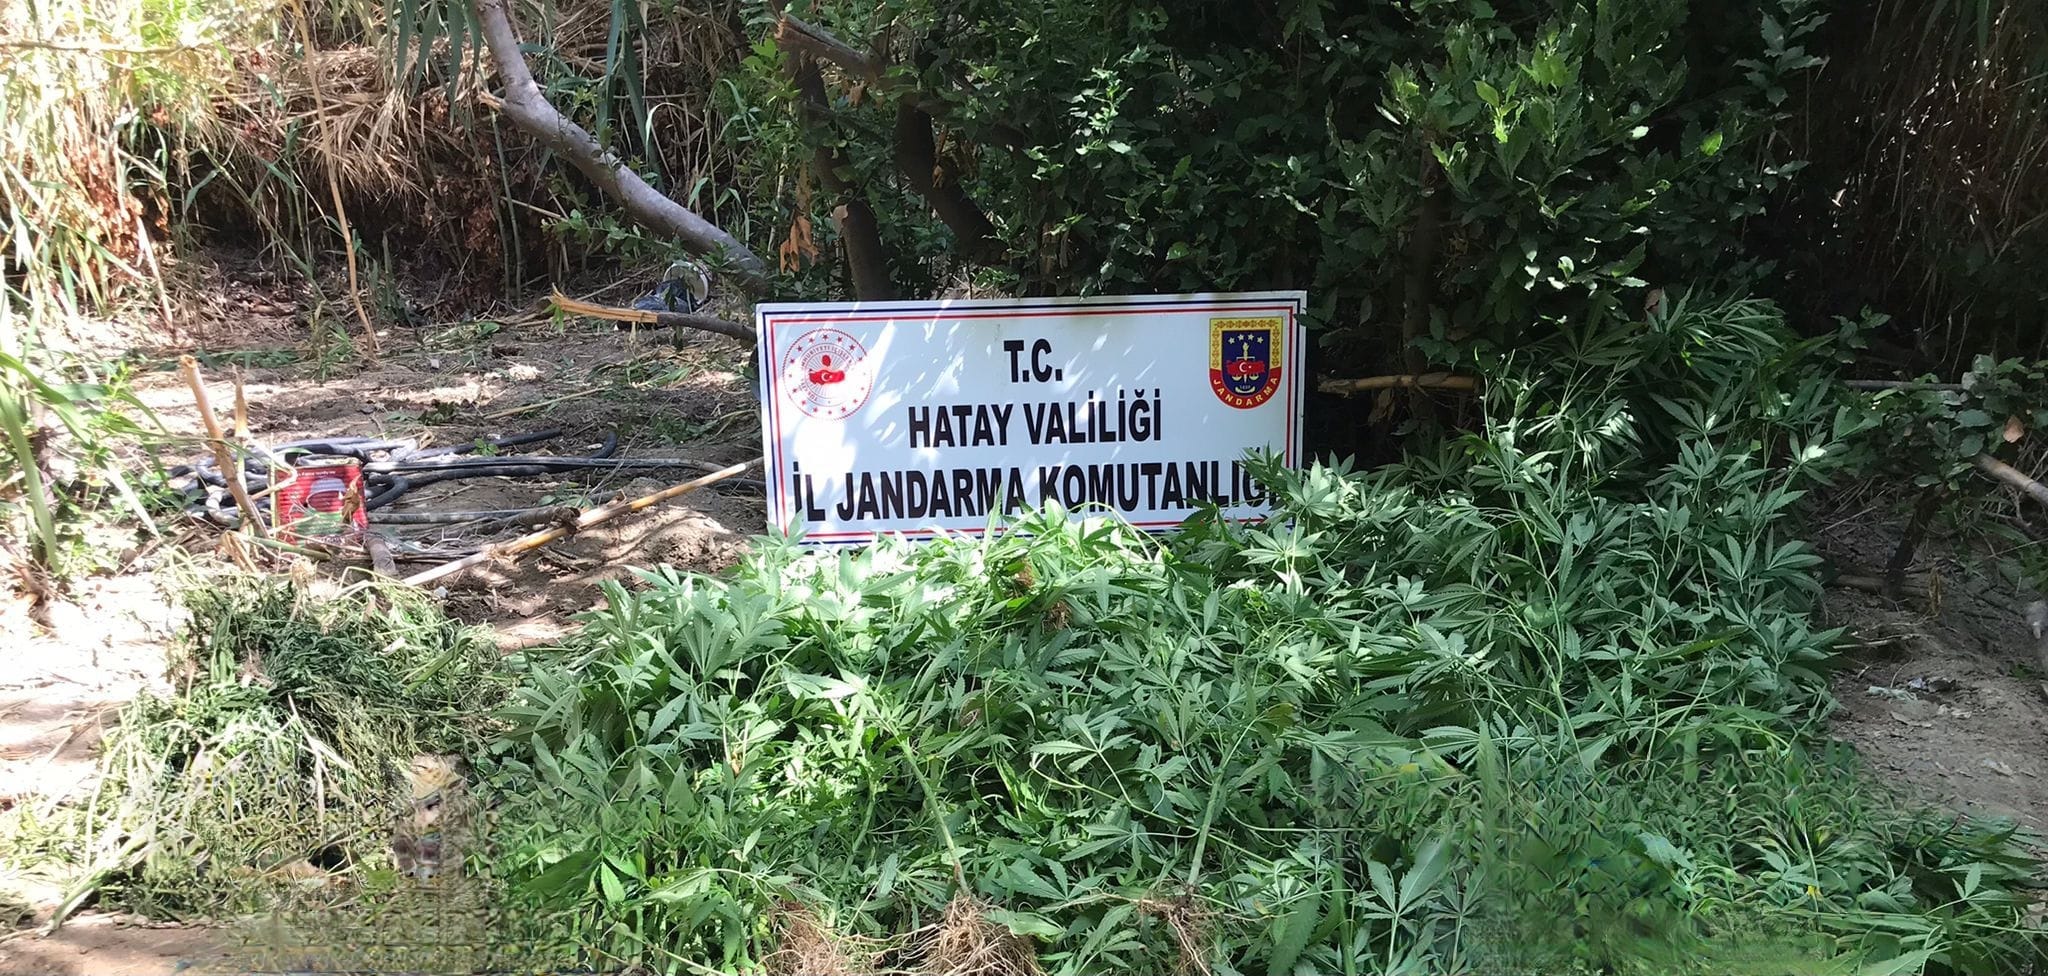 T.C.
HATAY VALİLİĞİ
İL JANDARMA KOMUTANLIĞI
JANDARMA